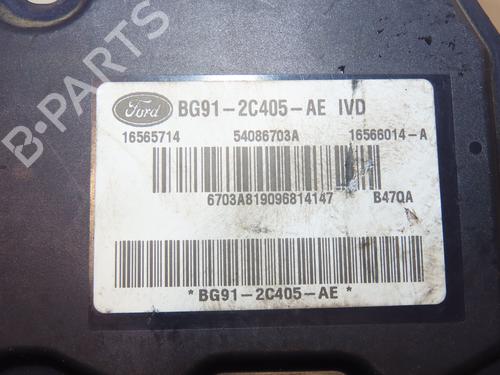 B-PARTS
Ford BG91-2C405-AE IVD
16565714 54086703A 16566014-A
6703A819096814147 B47QA
*BG91-2C405-AE*